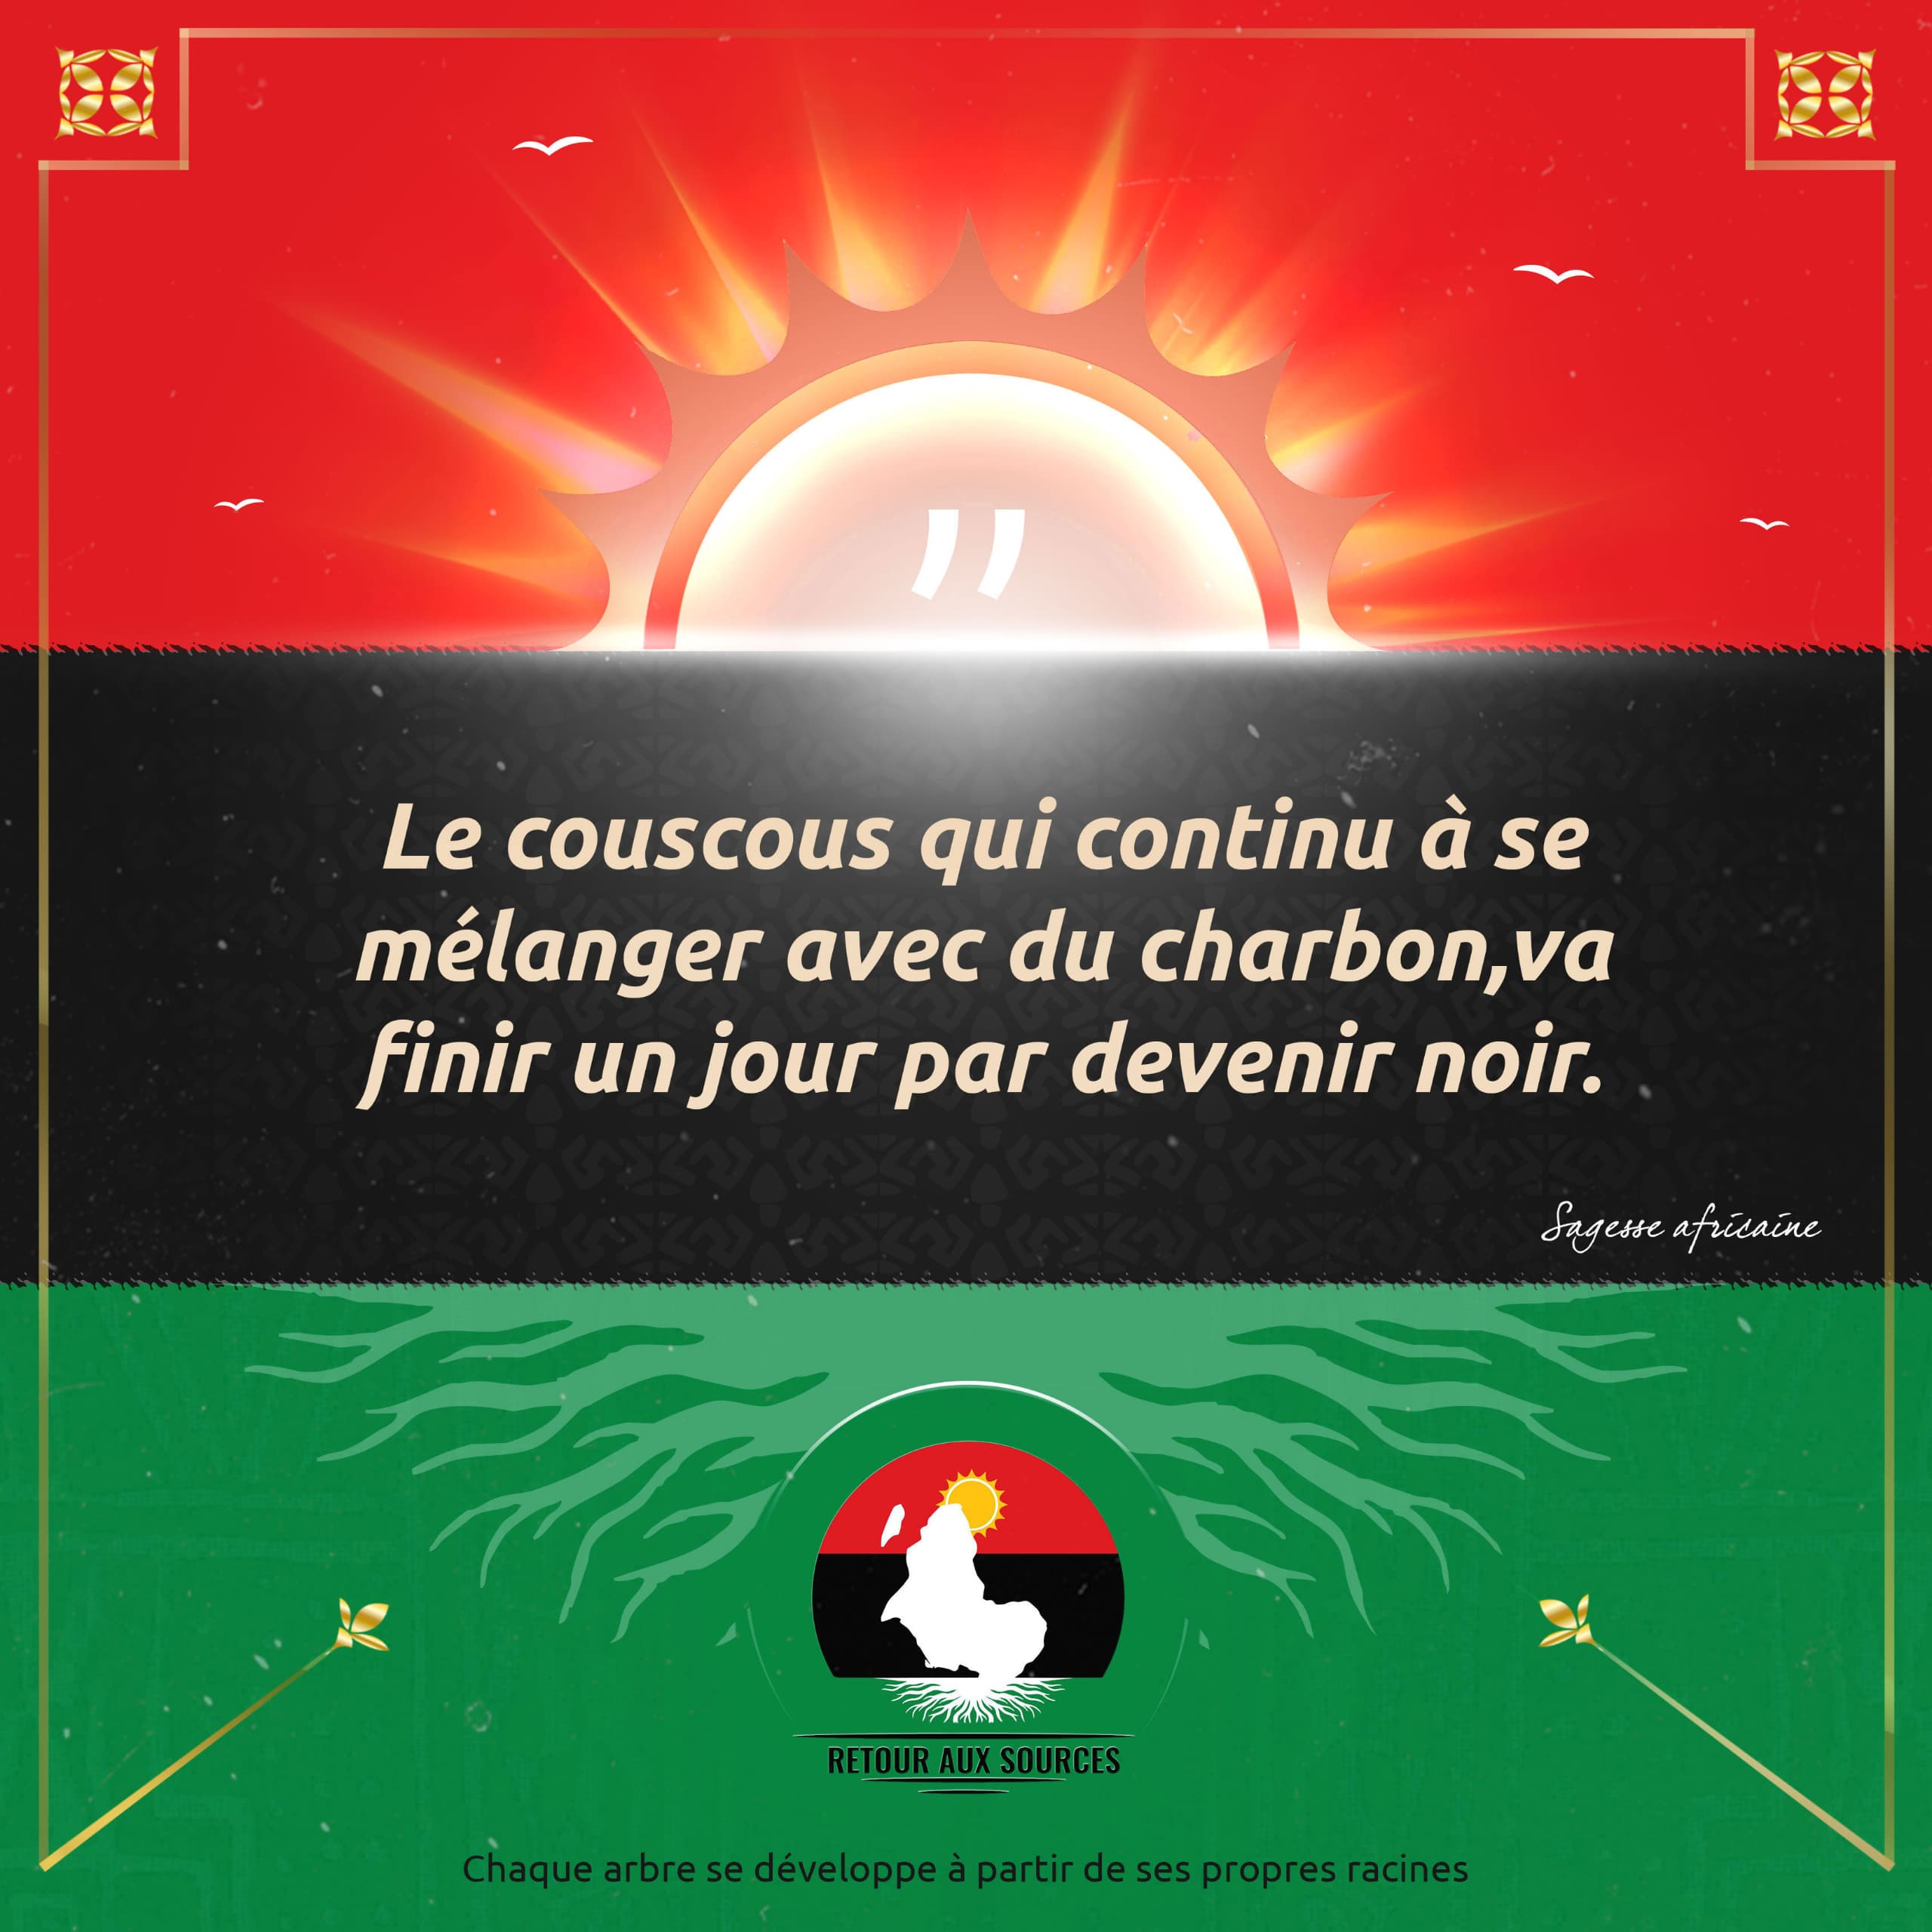 ”
Le couscous qui continu à se
mélanger avec du charbon,va
finir un jour par devenir noir.
Sagesse africaine
RETOUR AUX SOURCES
Chaque arbre se développe à partir de ses propres racines